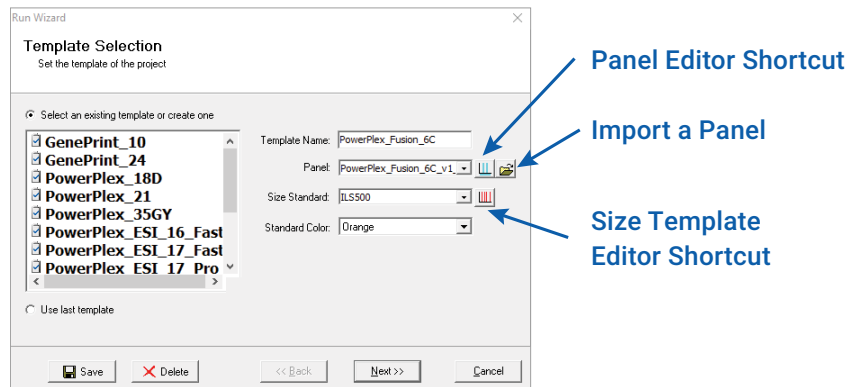 Run Wizard
Template Selection
Set the template of the project
Select an existing template or create one
GenePrint_10
GenePrint_24
PowerPlex_18D
PowerPlex_21
PowerPlex_35GY
PowerPlex_ESI_16_Fast
PowerPlex_ESI_17_Fast
PowerPlex_ESI_17_Pro
Use last template
Template Name: PowerPlex_Fusion_6C
Panel: PowerPlex_Fusion_6C_v1_
Size Standard: ILS500
Standard Color: Orange
Save
Delete
<< Back
Next >>
Cancel
Panel Editor Shortcut
Import a Panel
Size Template
Editor Shortcut